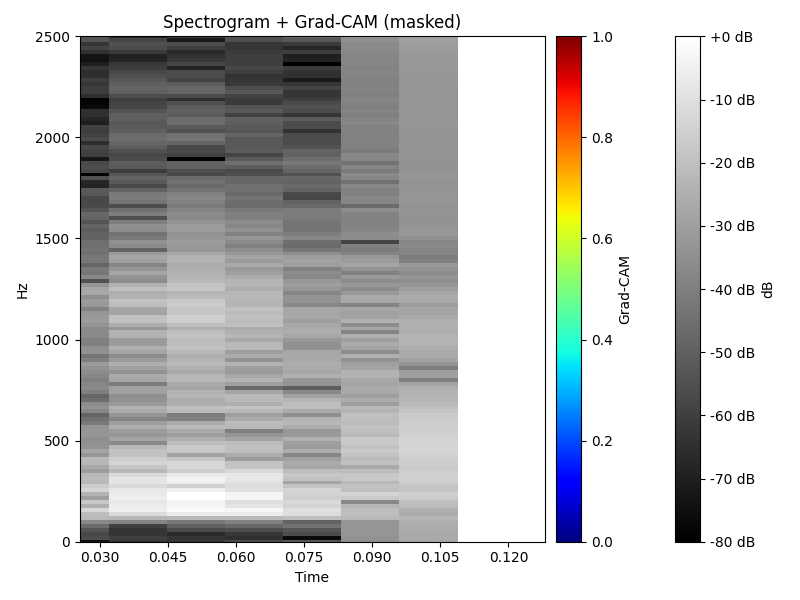 Spectrogram + Grad-CAM (masked)
2500
2000
1500
1000
500
0
Hz
0.030
0.045
0.060
0.075
0.090
0.105
0.120
Time
1.0
0.8
0.6
0.4
0.2
0.0
Grad-CAM
+0 dB
-10 dB
-20 dB
-30 dB
-40 dB
-50 dB
-60 dB
-70 dB
-80 dB
dB